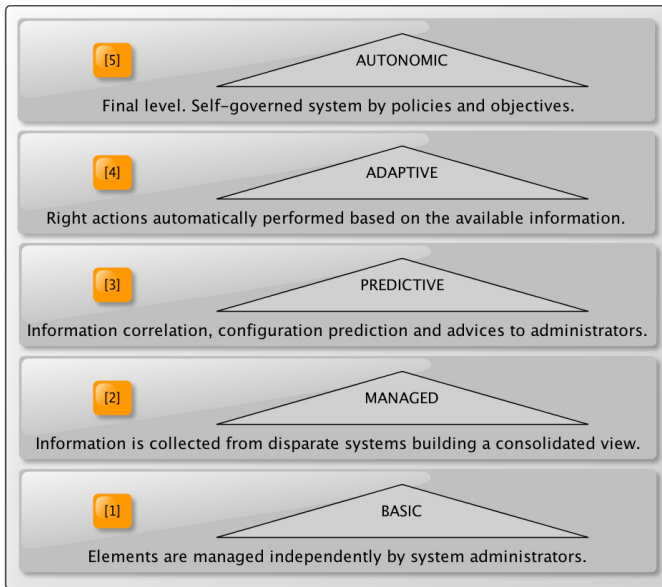 [5]
AUTONOMIC
Final level. Self-governed system by policies and objectives.
[4]
ADAPTIVE
Right actions automatically performed based on the available information.
[3]
PREDICTIVE
Information correlation, configuration prediction and advices to administrators.
[2]
MANAGED
Information is collected from disparate systems building a consolidated view.
[1]
BASIC
Elements are managed independently by system administrators.